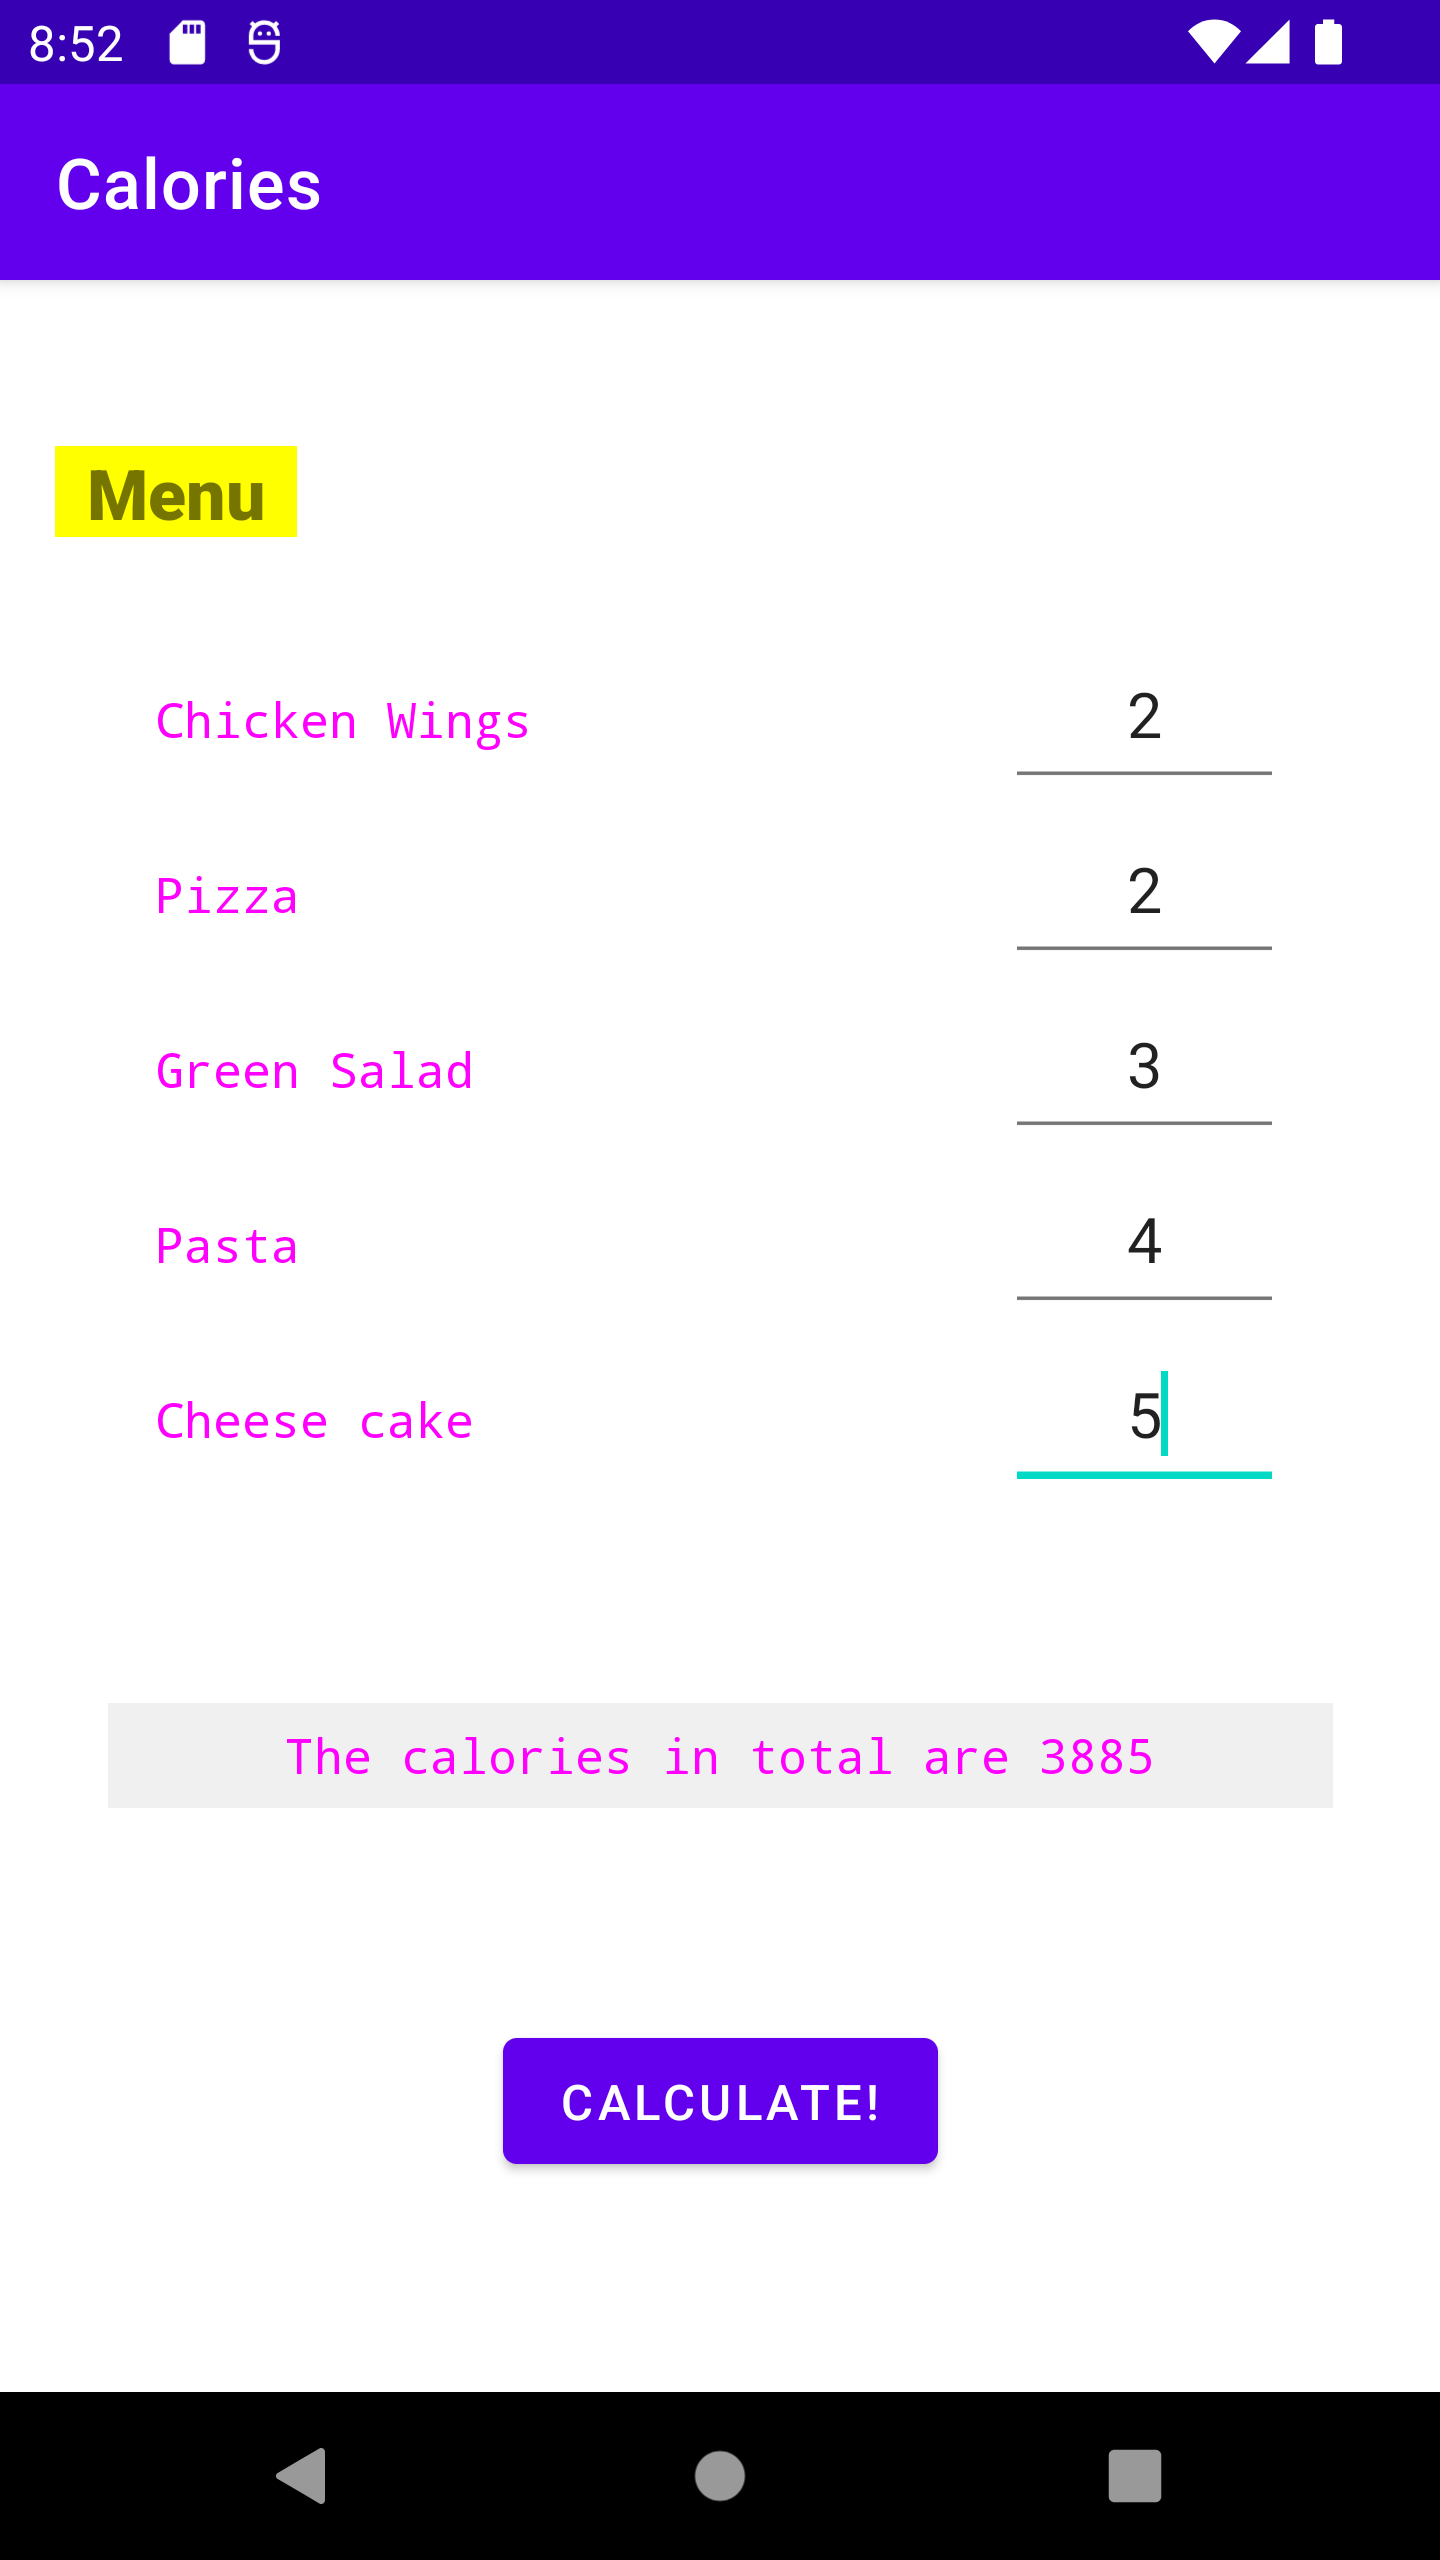 8:52
Calories
Menu
Chicken Wings 2
Pizza 2
Green Salad 3
Pasta 4
Cheese cake 5
The calories in total are 3885
CALCULATE!